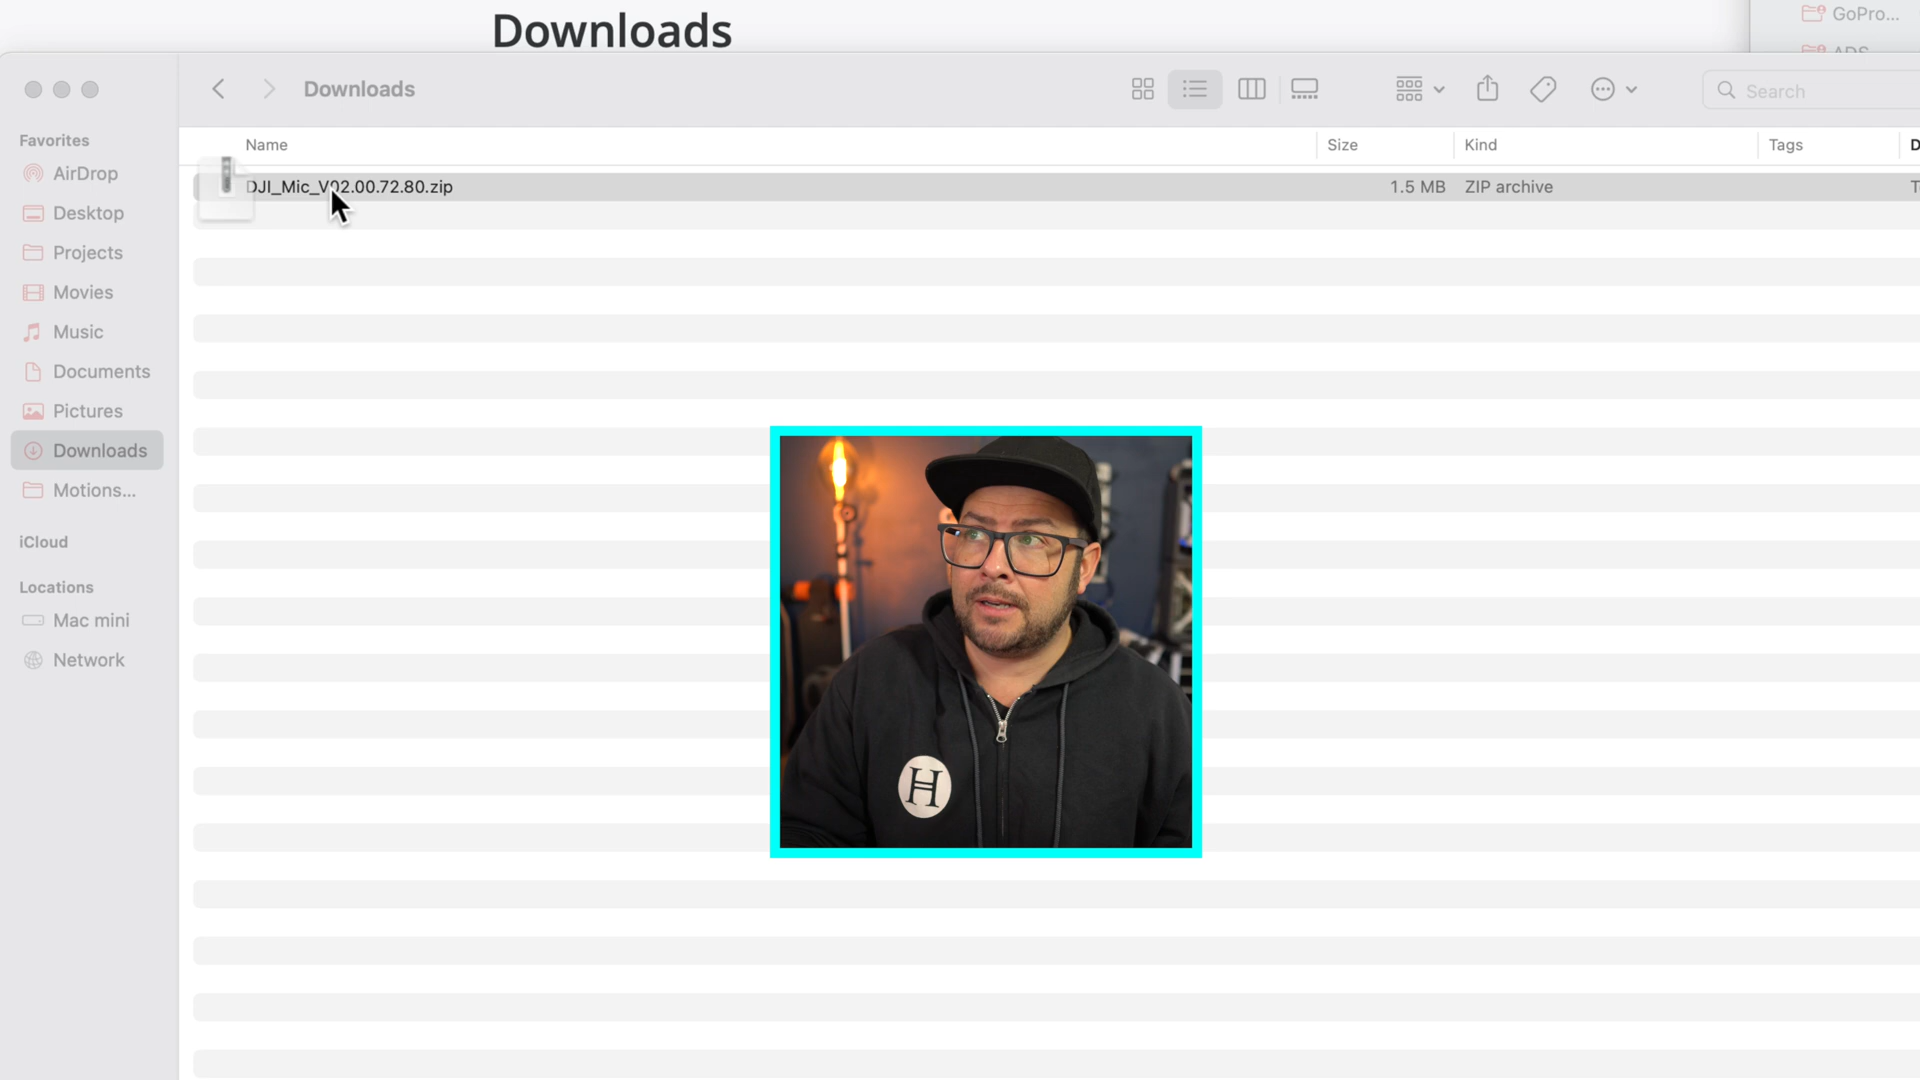 Downloads
GoPro...
ADS
Downloads
Search
Favorites
AirDrop
Desktop
Projects
Movies
Music
Documents
Pictures
Downloads
Motions...
iCloud
Locations
Mac mini
Network
Name
Size
Kind
Tags
D
DJI_Mic_V02.00.72.80.zip
1.5 MB
ZIP archive
T
H